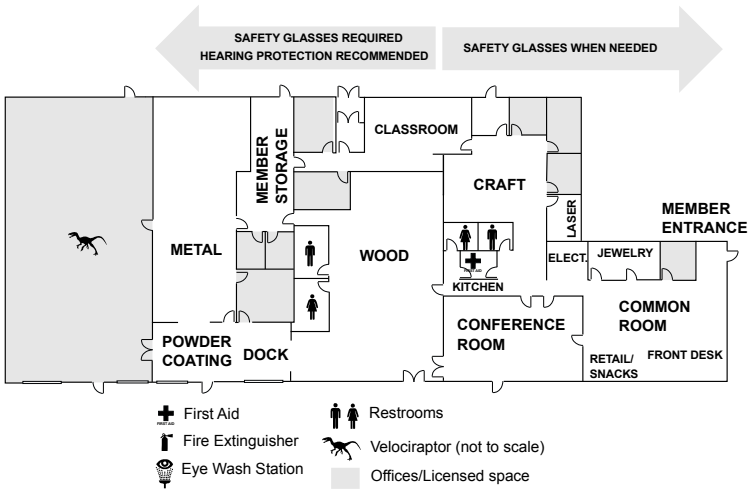 SAFETY GLASSES REQUIRED
HEARING PROTECTION RECOMMENDED
SAFETY GLASSES WHEN NEEDED
CLASSROOM
MEMBER
STORAGE
CRAFT
LASER
MEMBER
ENTRANCE
METAL
WOOD
ELECT.
JEWELRY
FIRST AID
KITCHEN
COMMON
ROOM
POWDER
COATING
DOCK
CONFERENCE
ROOM
RETAIL/
SNACKS
FRONT DESK
First Aid
FIRST AID
Restrooms
Fire Extinguisher
Velociraptor (not to scale)
Eye Wash Station
Offices/Licensed space